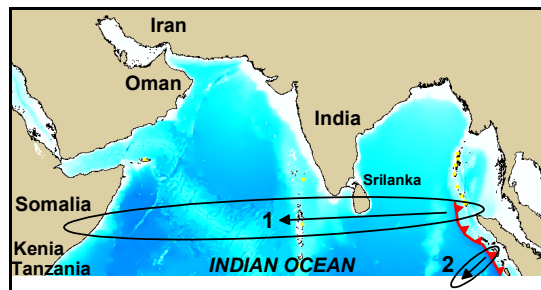 Iran
Oman
India
Srilanka
Somalia
1
Kenia
Tanzania
INDIAN OCEAN
2